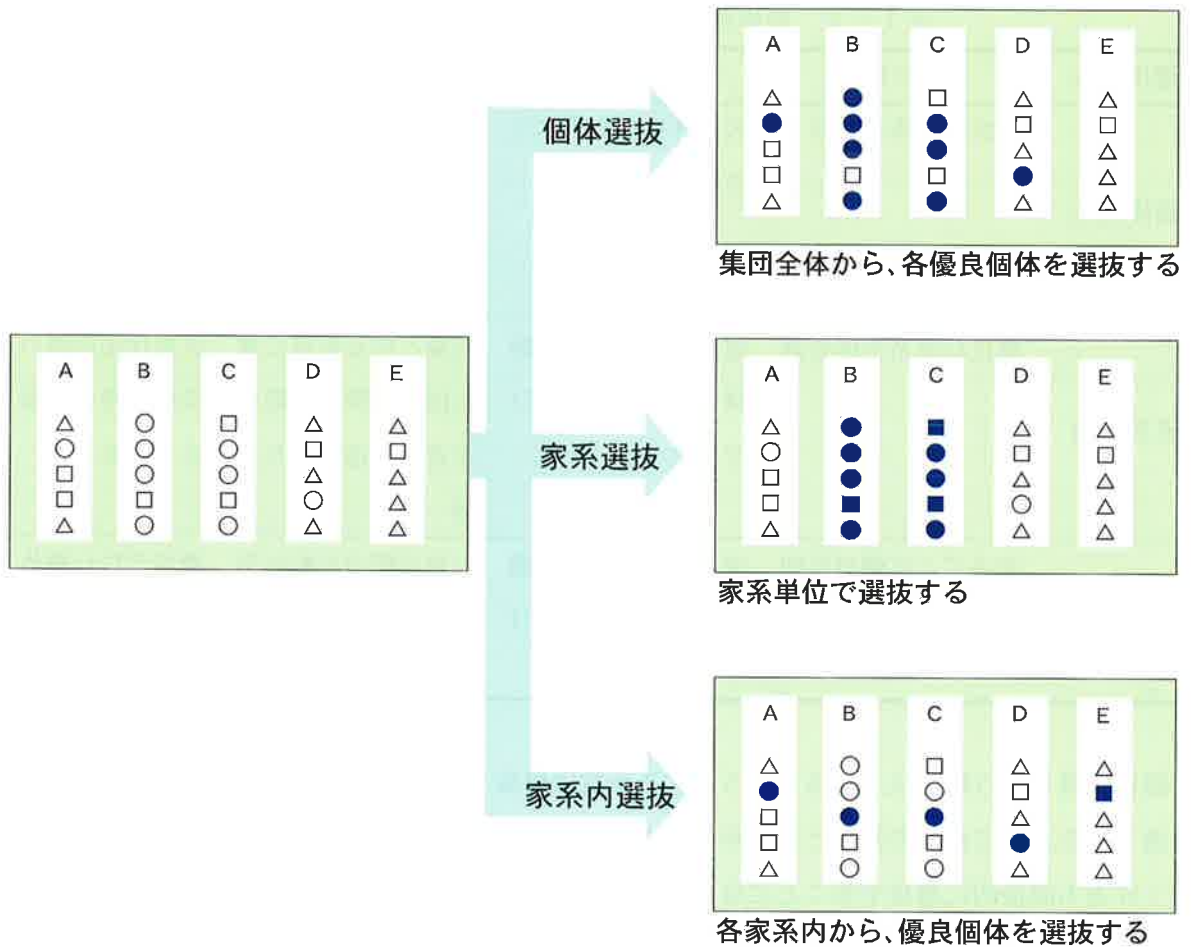 A B C D E
個体選抜
A B C D E
集団全体から、各優良個体を選抜する
家系選抜
A B C D E
家系単位で選抜する
家系内選抜
A B C D E
各家系内から、優良個体を選抜する